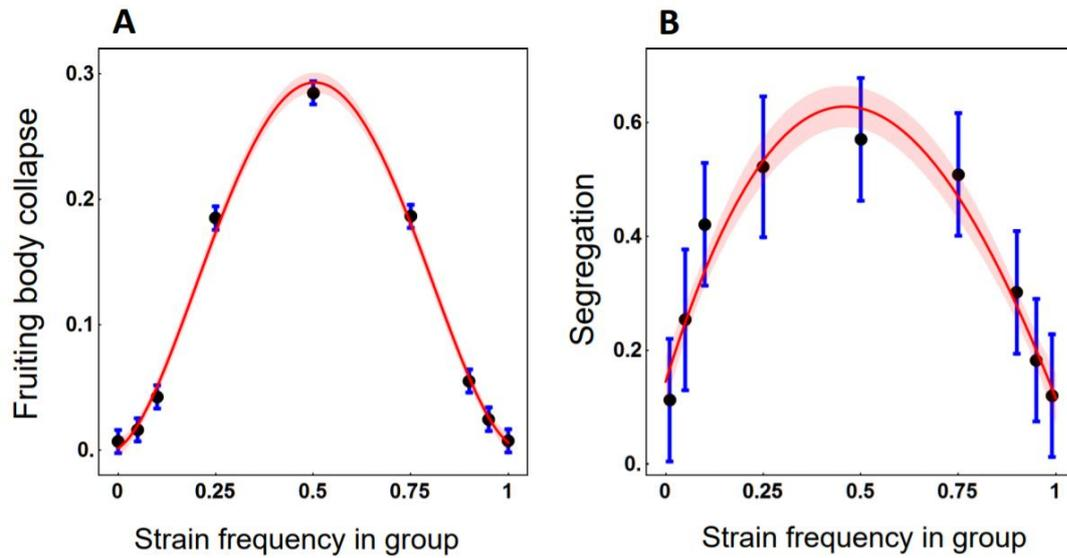 A
Fruiting body collapse
0.3
0.2
0.1
0.
0 0.25 0.5 0.75 1
Strain frequency in group
B
Segregation
0.6
0.4
0.2
0.
0 0.25 0.5 0.75 1
Strain frequency in group